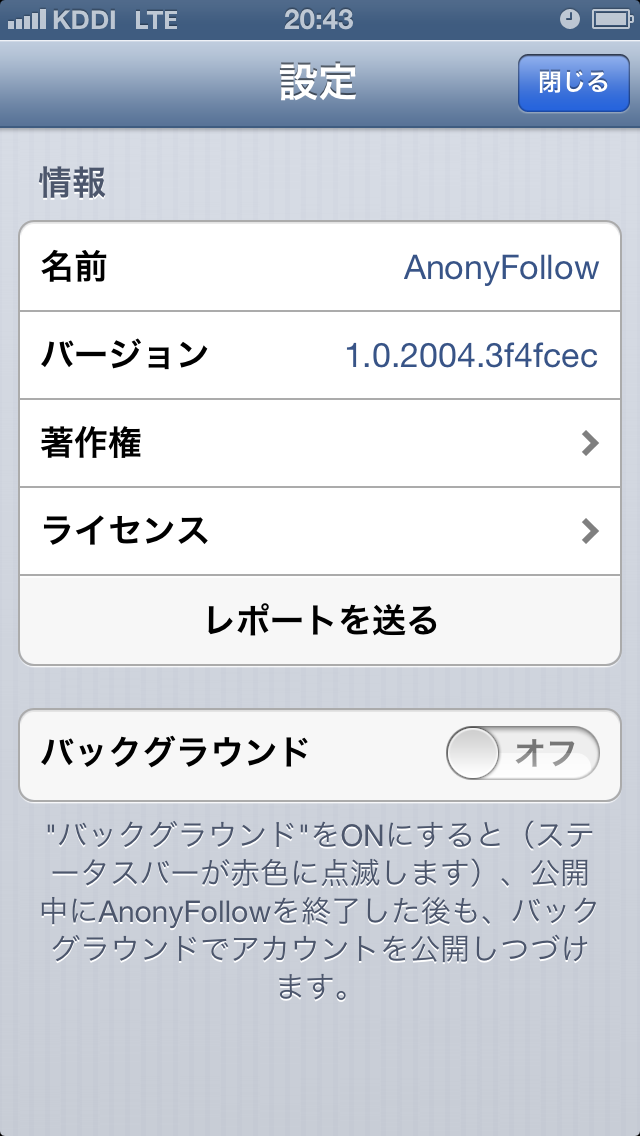 KDDI LTE 20:43
設定
閉じる
情報
名前 AnonyFollow
バージョン 1.0.2004.3f4fcec
著作権
ライセンス
レポートを送る
バックグラウンド オフ
"バックグラウンド"をONにすると（ステ
ータスバーが赤色に点滅します）、公開
中にAnonyFollowを終了した後も、バック
グラウンドでアカウントを公開しつづけ
ます。